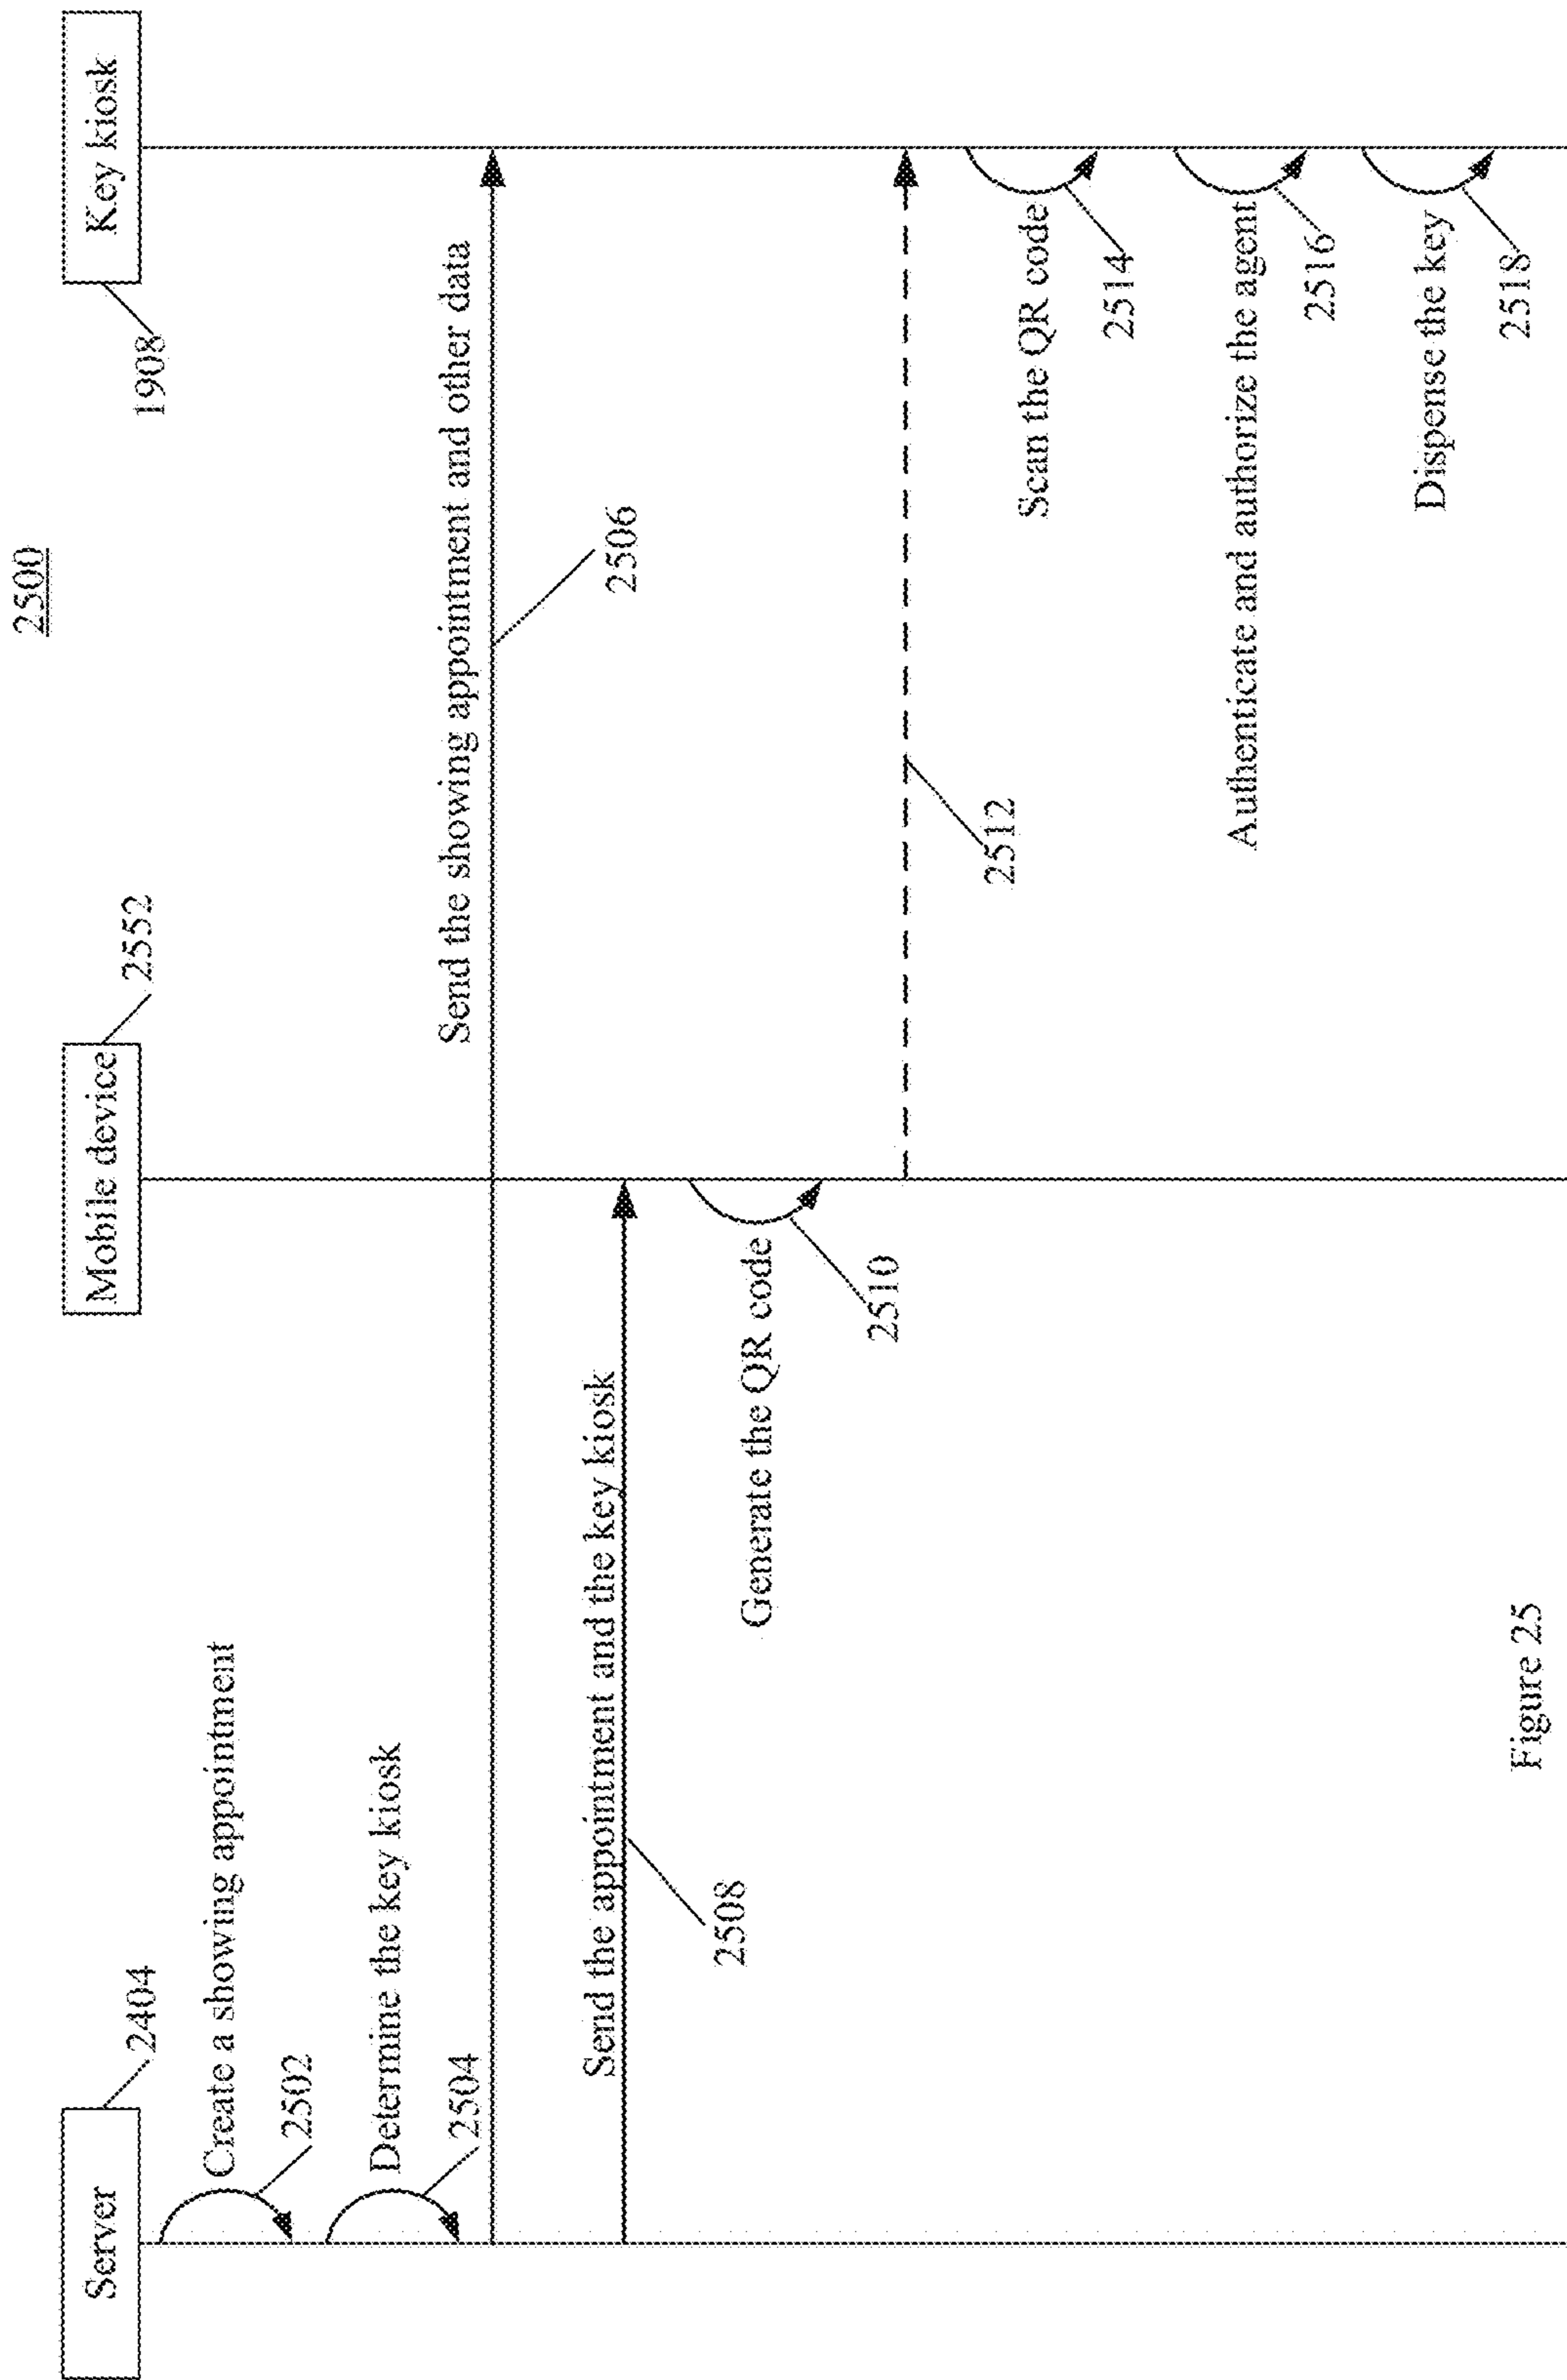 2500
Server
2404
Mobile device
2552
Key kiosk
1908
Create a showing appointment
2502
Determine the key kiosk
2504
Send the showing appointment and other data
2506
Send the appointment and the key kiosk
2508
Generate the QR code
2510
2512
Scan the QR code
2514
Authenticate and authorize the agent
2516
Dispense the key
2518
Figure 25